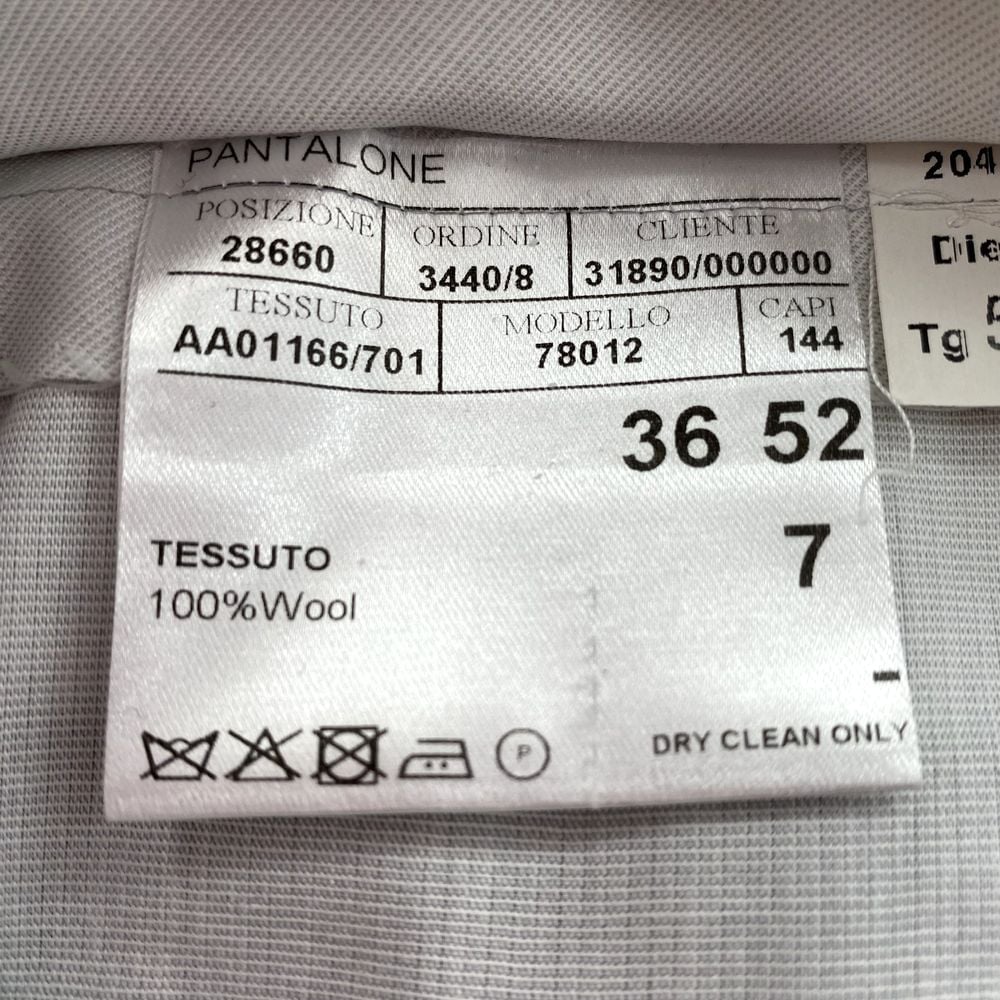 PANTALONE
POSIZIONE ORDINE CLIENTE
28660 3440/8 31890/000000
TESSUTO MODELLO CAPI
AA01166/701 78012 144
36 52
7
TESSUTO
100%Wool
-
P
DRY CLEAN ONLY
204
Tg